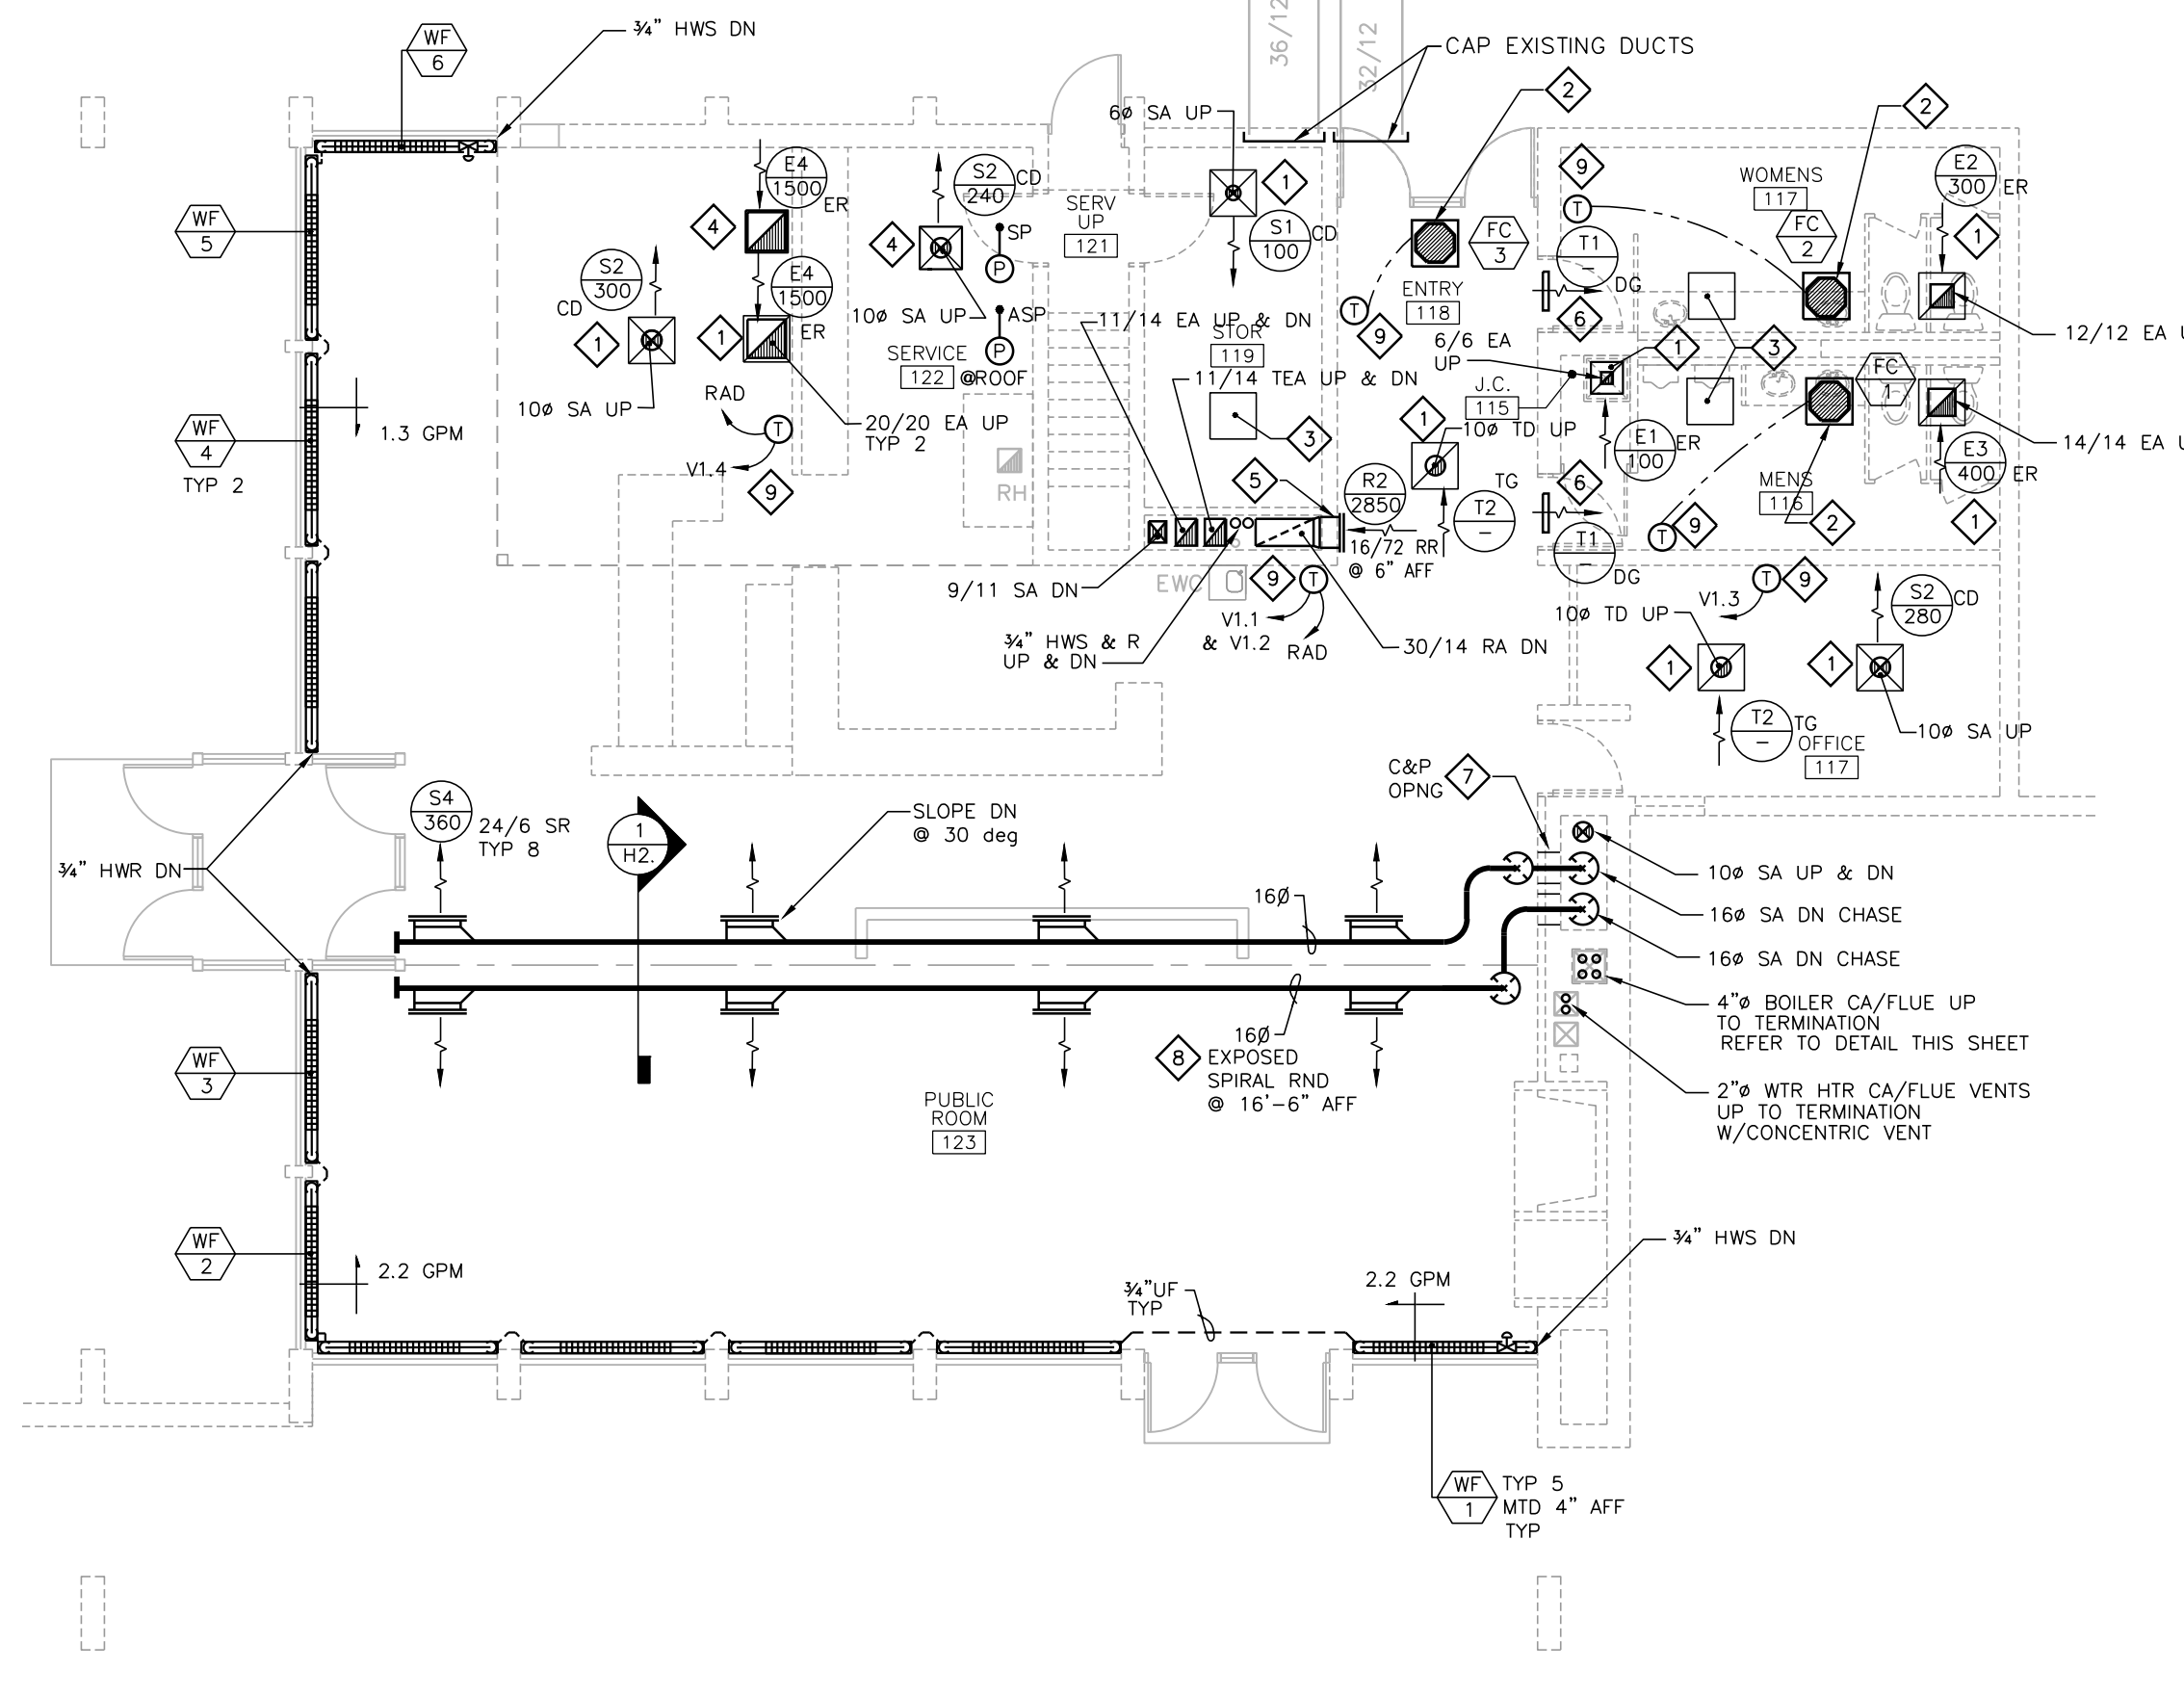 WF
6
¾" HWS DN
36/12
32/12
CAP EXISTING DUCTS
2
2
6ø SA UP
E4
1500
ER
S2
240
CD
SERV
UP
121
1
S1
100
CD
FC
3
9
T
WOMENS
117
FC
2
E2
300
ER
1
WF
5
4
4
SP
P
S2
300
CD
E4
1500
ER
T1
–
DG
10ø SA UP
ASP
P
11/14 EA UP & DN
STOR
119
ENTRY
118
T
9
6
12/12 EA U
1
1
SERVICE
122
@ROOF
6/6 EA
UP
1
3
FC
1
11/14 TEA UP & DN
J.C.
115
RAD
10ø SA UP
T
20/20 EA UP
TYP 2
3
1
10ø TD UP
E1
100
ER
14/14 EA U
WF
4
TYP 2
1.3 GPM
V1.4
9
RH
5
R2
2850
TG
T2
–
6
MENS
116
E3
400
ER
9
2
1
T
16/72 RR
@ 6" AFF
T1
–
DG
9/11 SA DN
EWC
9
T
V1.1
& V1.2
RAD
¾" HWS & R
UP & DN
30/14 RA DN
V1.3
T
9
S2
280
CD
10ø TD UP
1
1
T2
–
TG
OFFICE
117
10ø SA UP
C&P
OPNG
7
S4
360
24/6 SR
TYP 8
1
H2.
SLOPE DN
@ 30 deg
¾" HWR DN
10ø SA UP & DN
16Ø
16ø SA DN CHASE
16ø SA DN CHASE
4"ø BOILER CA/FLUE UP
TO TERMINATION
REFER TO DETAIL THIS SHEET
16Ø
8
EXPOSED
SPIRAL RND
@ 16'–6" AFF
WF
3
PUBLIC
ROOM
123
2"ø WTR HTR CA/FLUE VENTS
UP TO TERMINATION
W/CONCENTRIC VENT
WF
2
2.2 GPM
¾"UF
TYP
2.2 GPM
¾" HWS DN
WF
1
TYP 5
MTD 4" AFF
TYP